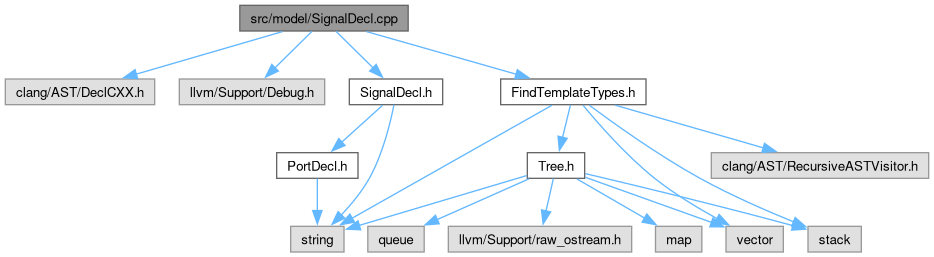 src/model/SignalDecl.cpp
clang/AST/DeclCXX.h
llvm/Support/Debug.h
SignalDecl.h
FindTemplateTypes.h
PortDecl.h
Tree.h
clang/AST/RecursiveASTVisitor.h
string
queue
llvm/Support/raw_ostream.h
map
vector
stack